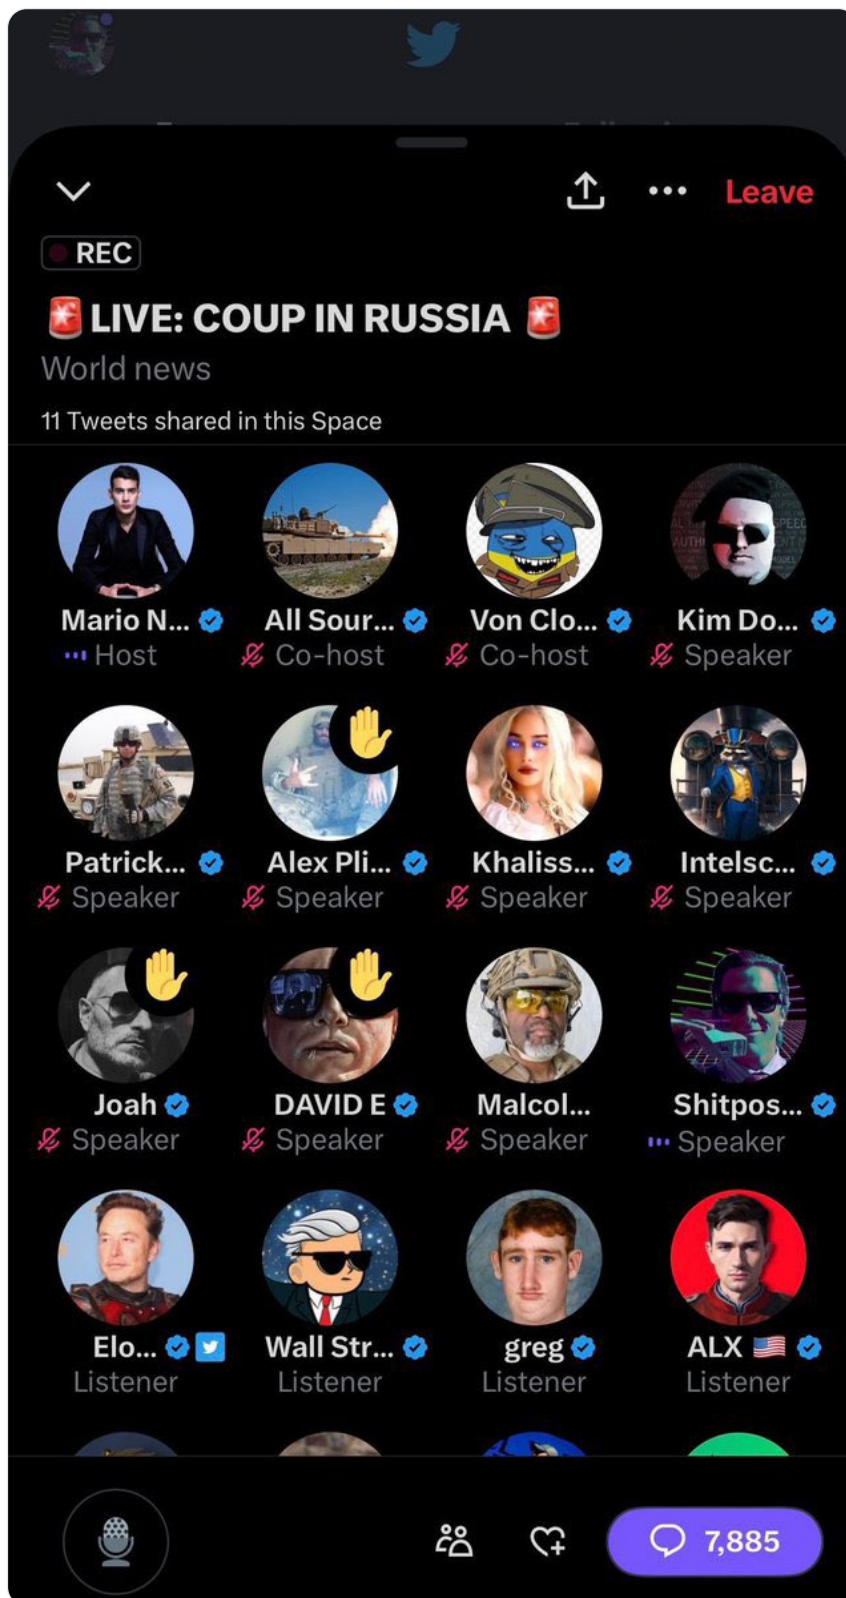 Leave
REC
🚨LIVE: COUP IN RUSSIA 🚨
World news
11 Tweets shared in this Space
Mario N... All Sour... Von Clo... Kim Do...
Host Co-host Co-host Speaker
Patrick... Alex Pli... Khaliss... Intelsc...
Speaker Speaker Speaker Speaker
Joah DAVID E Malcol... Shitpos...
Speaker Speaker Speaker Speaker
Elo... Wall Str... greg ALX 🇺🇸
Listener Listener Listener Listener
7,885